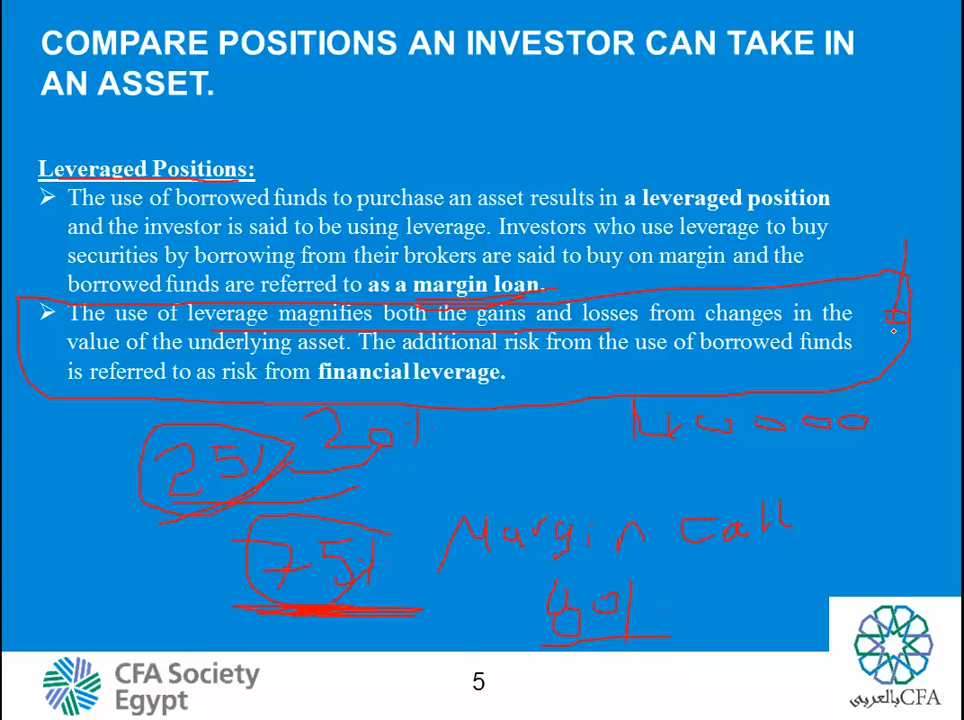 COMPARE POSITIONS AN INVESTOR CAN TAKE IN
AN ASSET.
Leveraged Positions:
➢ The use of borrowed funds to purchase an asset results in a leveraged position
and the investor is said to be using leverage. Investors who use leverage to buy
securities by borrowing from their brokers are said to buy on margin and the
borrowed funds are referred to as a margin loan.
➢ The use of leverage magnifies both the gains and losses from changes in the
value of the underlying asset. The additional risk from the use of borrowed funds
is referred to as risk from financial leverage.
25%
20%
75%
Margin Call
80%
CFA Society
Egypt
5
CFAبالعربي